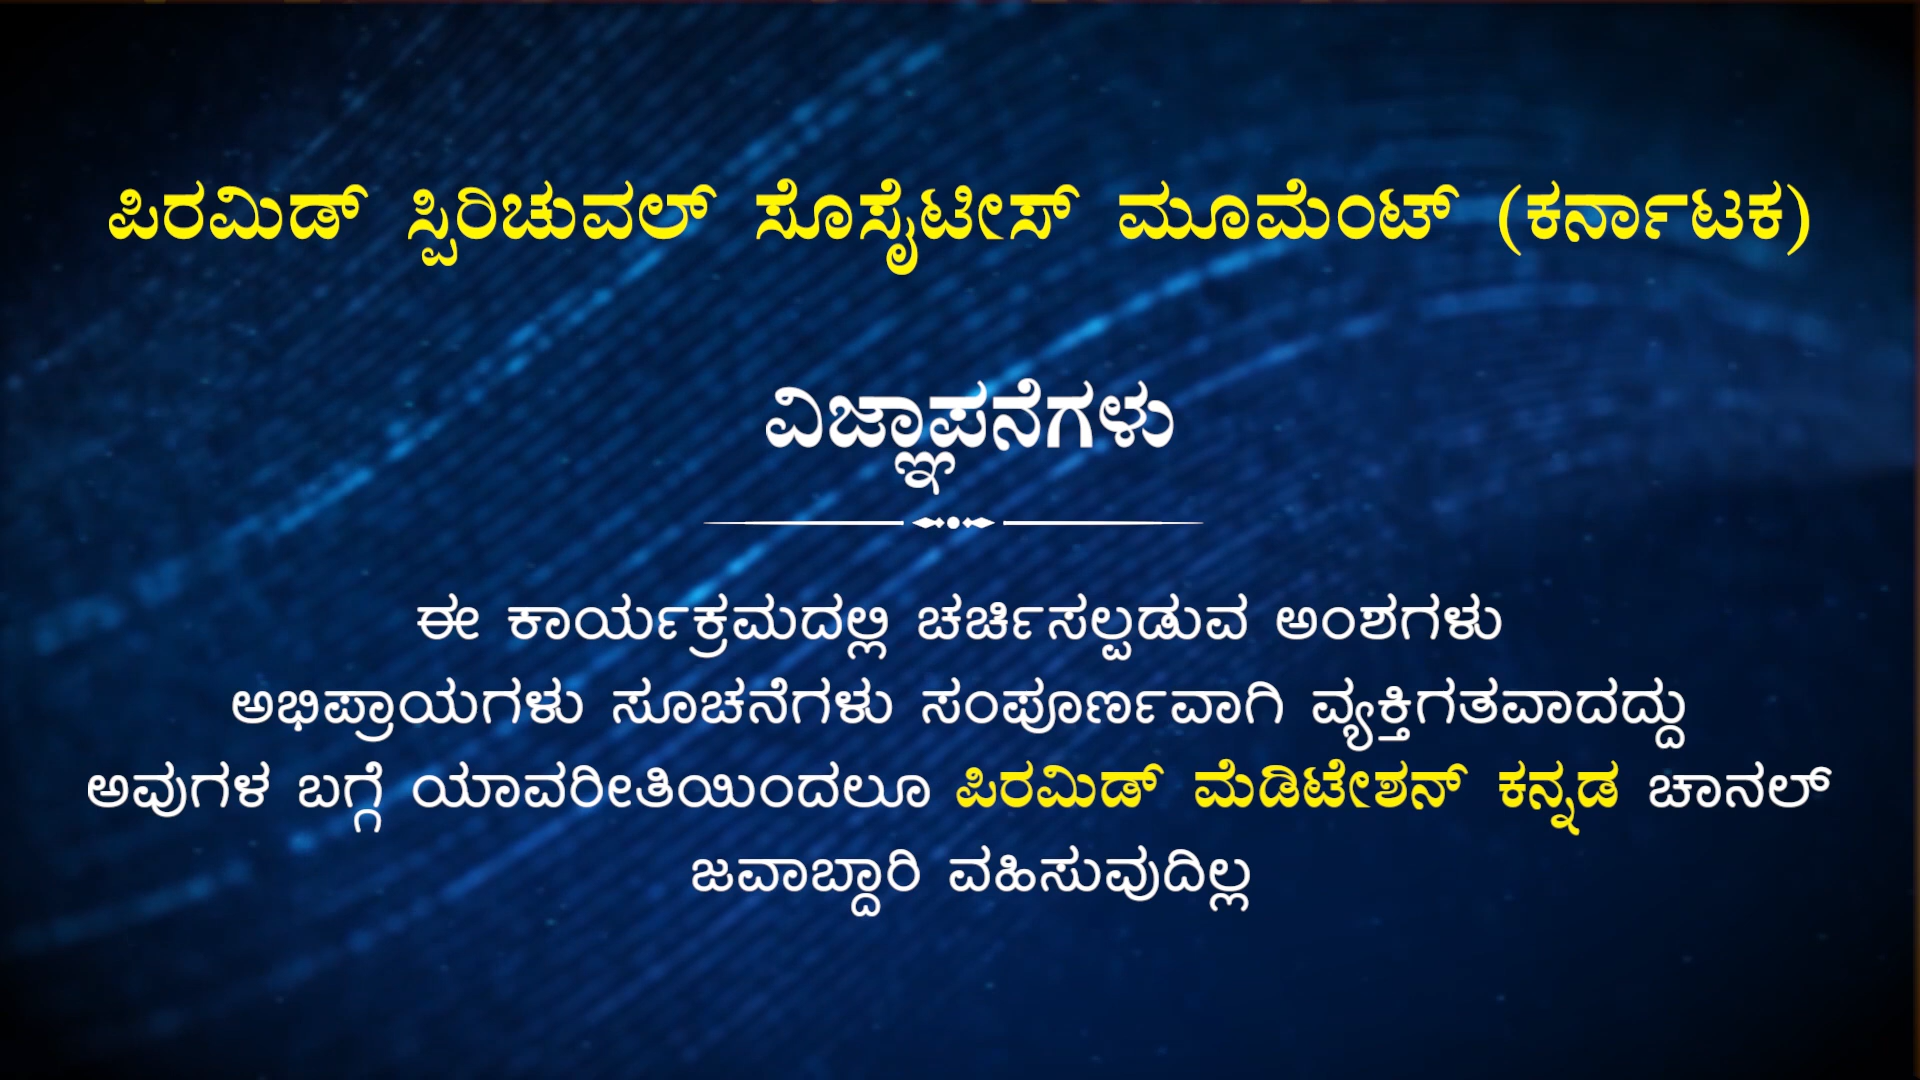 ಪಿರಮಿಡ್ ಸ್ಪಿರಿಚುವಲ್ ಸೊಸೈಟೀಸ್ ಮೂಮೆಂಟ್ (ಕರ್ನಾಟಕ)
ವಿಜ್ಞಾಪನೆಗಳು
ಈ ಕಾರ್ಯಕ್ರಮದಲ್ಲಿ ಚರ್ಚಿಸಲ್ಪಡುವ ಅಂಶಗಳು
ಅಭಿಪ್ರಾಯಗಳು ಸೂಚನೆಗಳು ಸಂಪೂರ್ಣವಾಗಿ ವ್ಯಕ್ತಿಗತವಾದದ್ದು
ಅವುಗಳ ಬಗ್ಗೆ ಯಾವರೀತಿಯಿಂದಲೂ ಪಿರಮಿಡ್ ಮೆಡಿಟೇಶನ್ ಕನ್ನಡ ಚಾನಲ್
ಜವಾಬ್ದಾರಿ ವಹಿಸುವುದಿಲ್ಲ